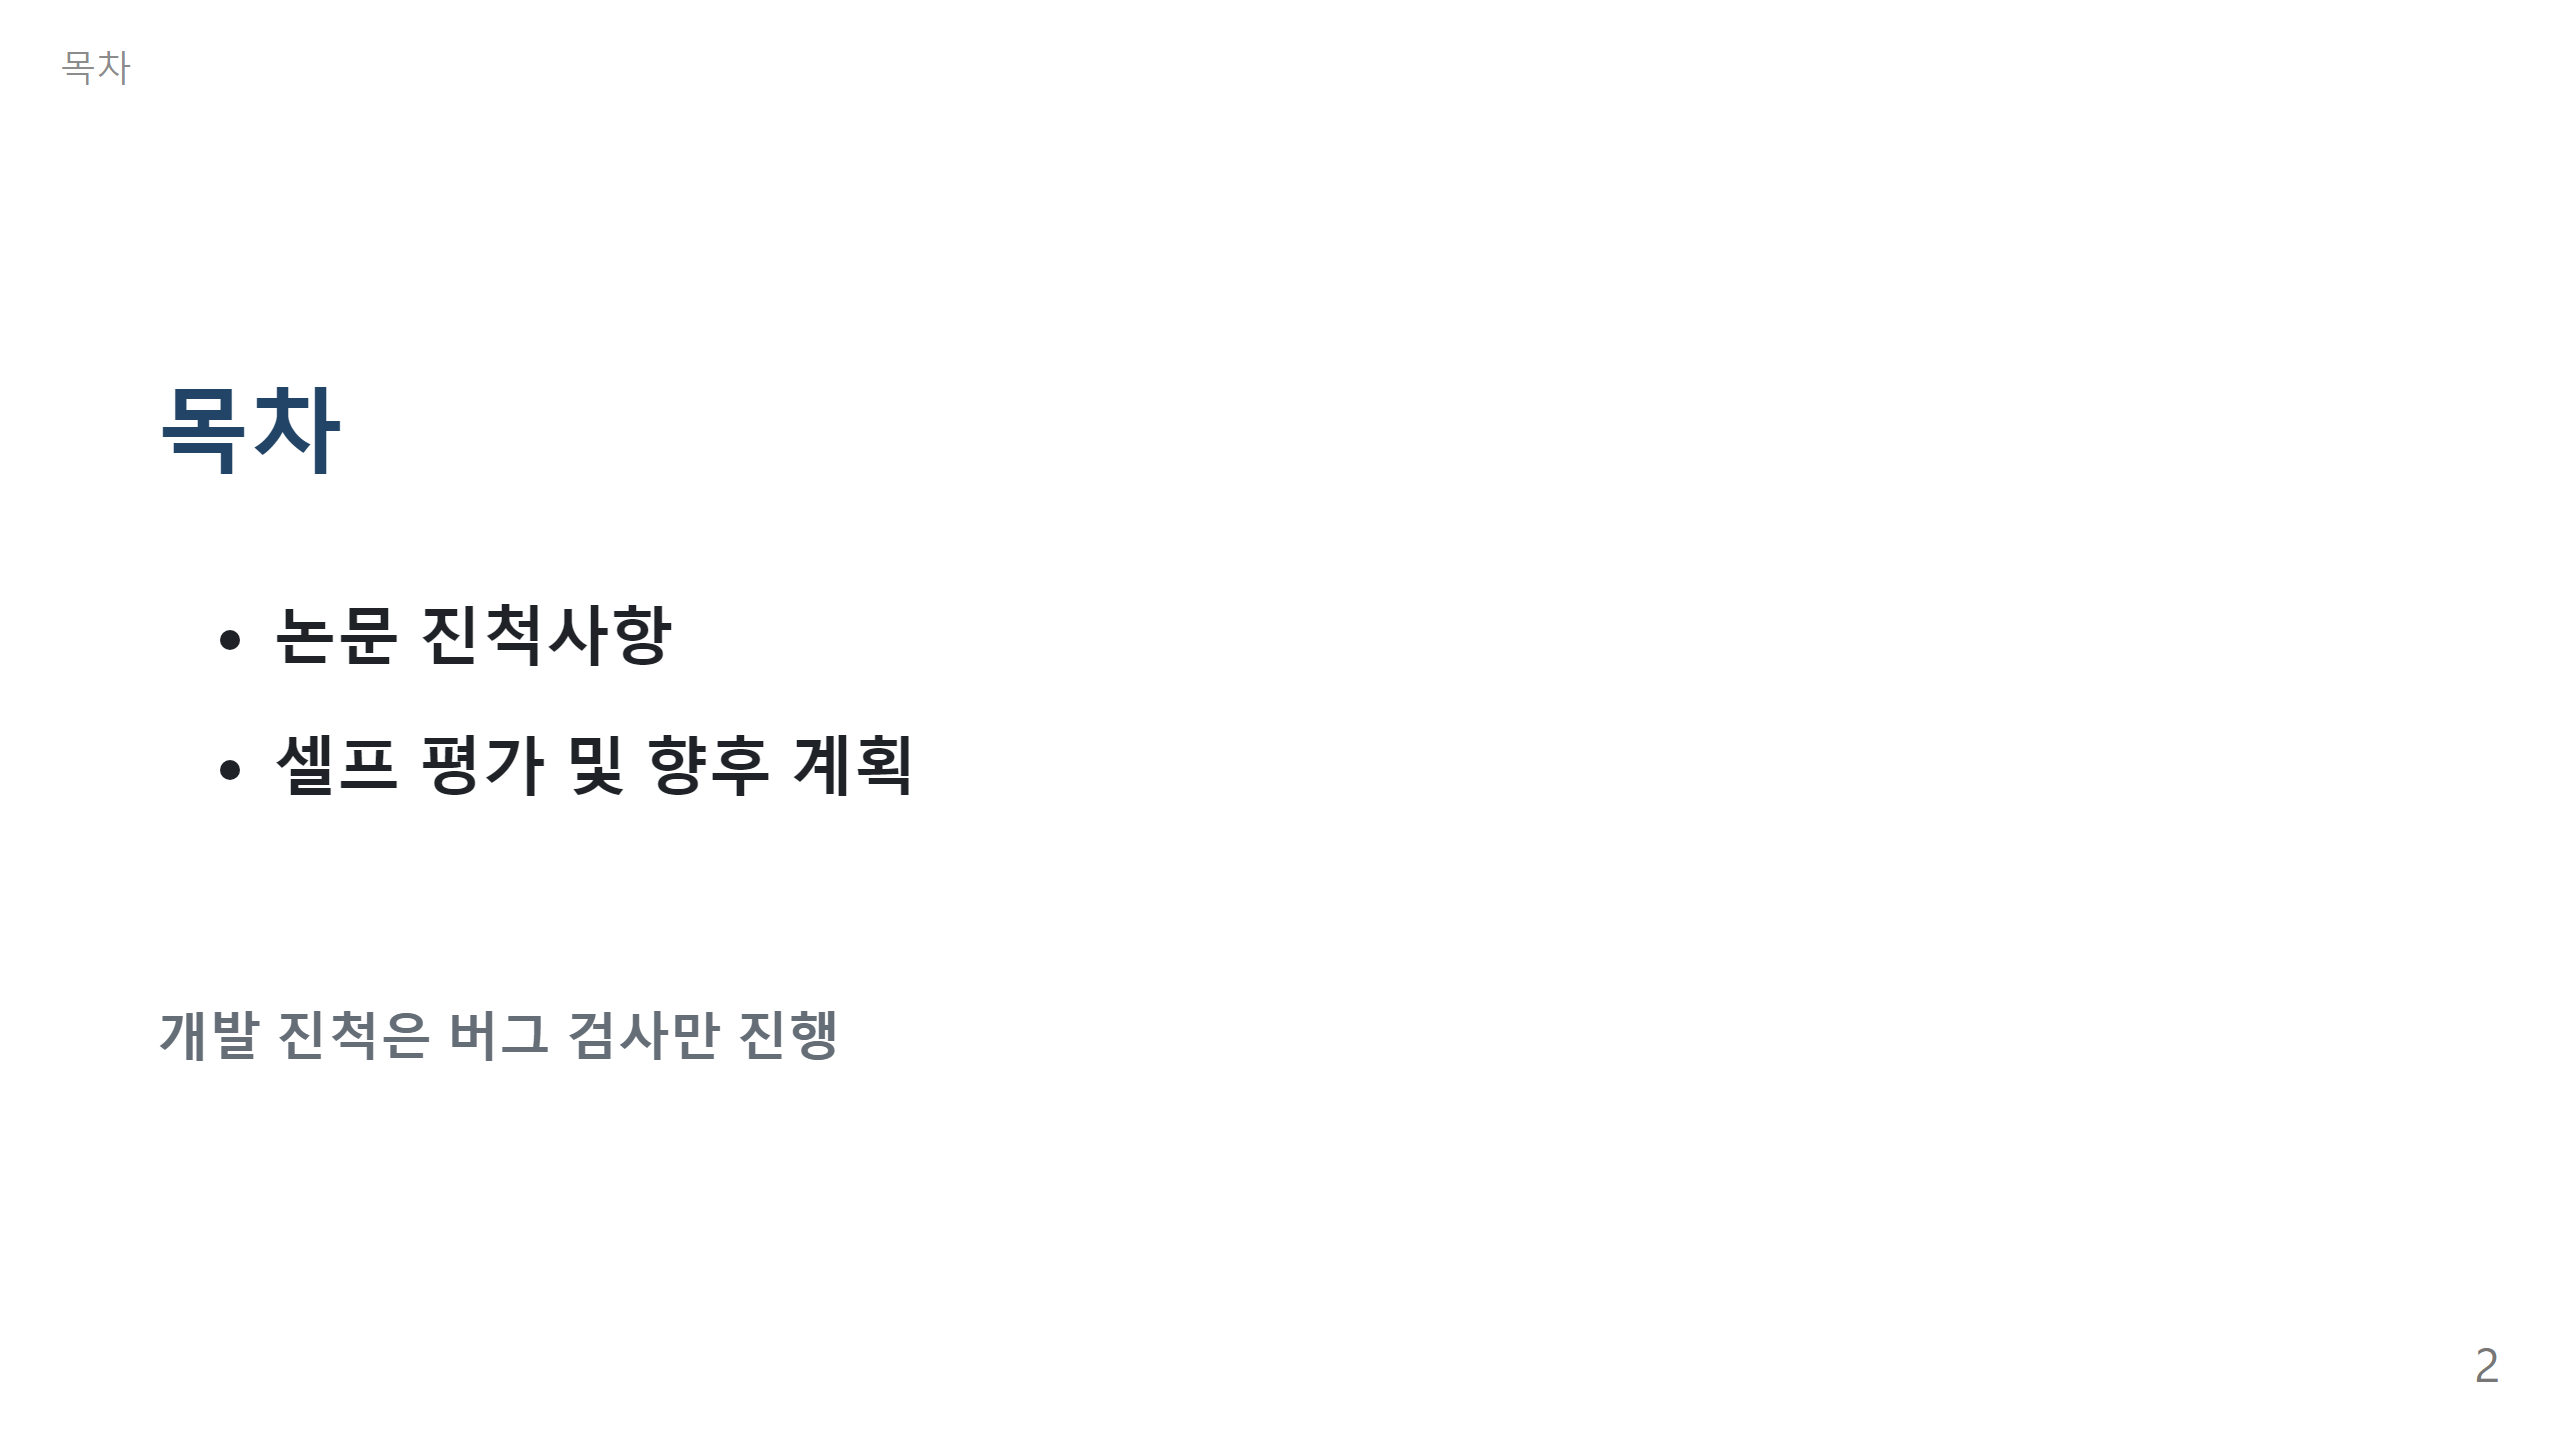 목차
목차
• 논문 진척사항
• 셀프 평가 및 향후 계획
개발 진척은 버그 검사만 진행
2